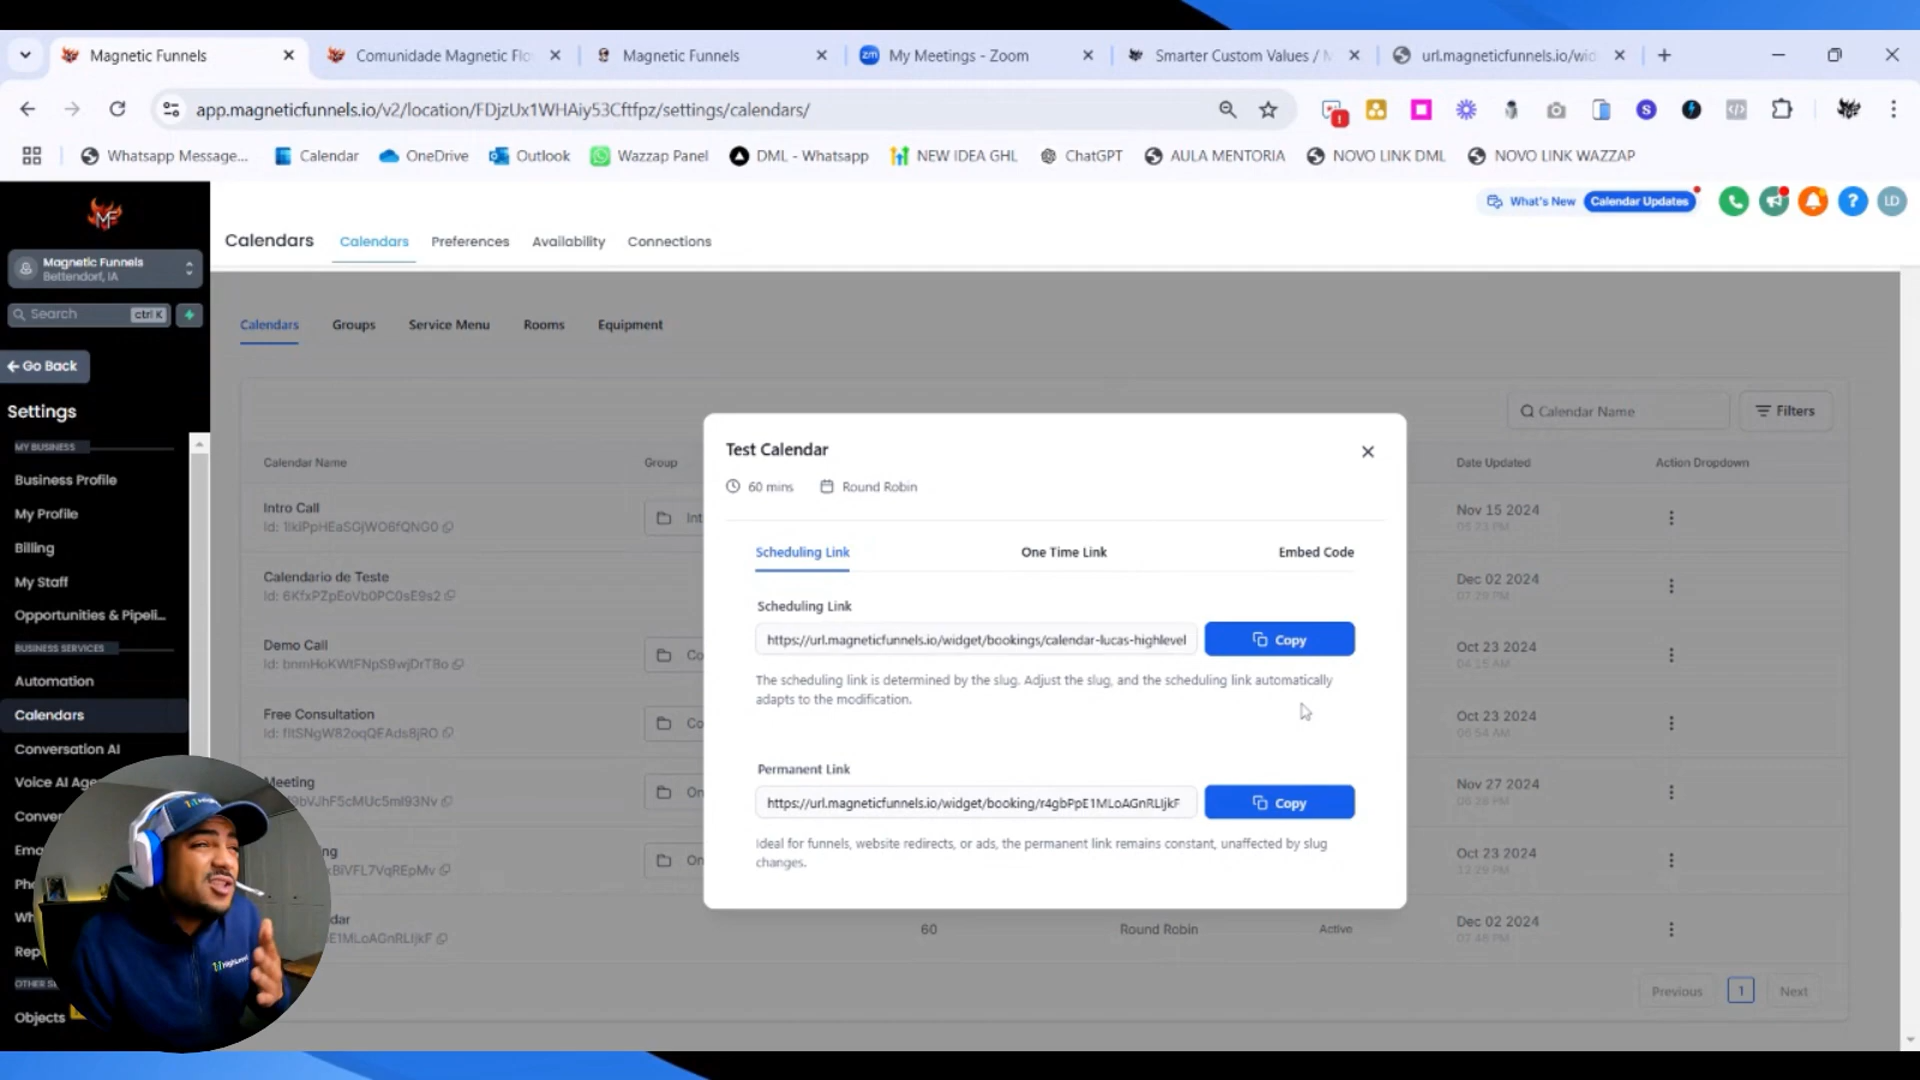 Magnetic Funnels
Comunidade Magnetic Flo
Magnetic Funnels
zm My Meetings - Zoom
Smarter Custom Values / M
url.magneticfunnels.io/wid
app.magneticfunnels.io/v2/location/FDjzUx1WHAiy53Cftfpz/settings/calendars/
Whatsapp Message...
Calendar
OneDrive
Outlook
Wazzap Panel
DML - Whatsapp
NEW IDEA GHL
ChatGPT
AULA MENTORIA
NOVO LINK DML
NOVO LINK WAZZAP
MF
What's New
Calendar Updates
LD
Calendars
Calendars
Preferences
Availability
Connections
Magnetic Funnels
Bettendorf, IA
Search
ctrl K
Go Back
Settings
MY BUSINESS
Business Profile
My Profile
Billing
My Staff
Opportunities & Pipeli...
BUSINESS SERVICES
Automation
Calendars
Conversation AI
Voice AI Age
Conver
Ema
Pho
Wh
Rep
OTHER S
Objects
Calendars
Groups
Service Menu
Rooms
Equipment
Calendar Name
Filters
Calendar Name
Group
Date Updated
Action Dropdown
Intro Call
Int
Nov 15 2024
05:23 PM
Calendario de Teste
Id: 6KfxPZpEoVb0PC0sE9s2
Dec 02 2024
07:29 PM
Demo Call
Id: bnmHoKWtFNpS9wjDrT8o
Co
Oct 23 2024
04:15 AM
Free Consultation
Id: fltSNgW82oqQEAds8jRO
Co
Oct 23 2024
06:54 AM
Meeting
On
Nov 27 2024
06:28 PM
ng
On
Oct 23 2024
12:29 PM
dar
E1MLoAGnRLIjkF
60
Round Robin
Active
Dec 02 2024
07:46 PM
Previous
1
Next
Test Calendar
60 mins
Round Robin
Scheduling Link
One Time Link
Embed Code
Scheduling Link
https://url.magneticfunnels.io/widget/bookings/calendar-lucas-highlevel
Copy
The scheduling link is determined by the slug. Adjust the slug, and the scheduling link automatically
adapts to the modification.
Permanent Link
https://url.magneticfunnels.io/widget/booking/r4gbPpE1MLoAGnRLIjkF
Copy
Ideal for funnels, website redirects, or ads, the permanent link remains constant, unaffected by slug
changes.